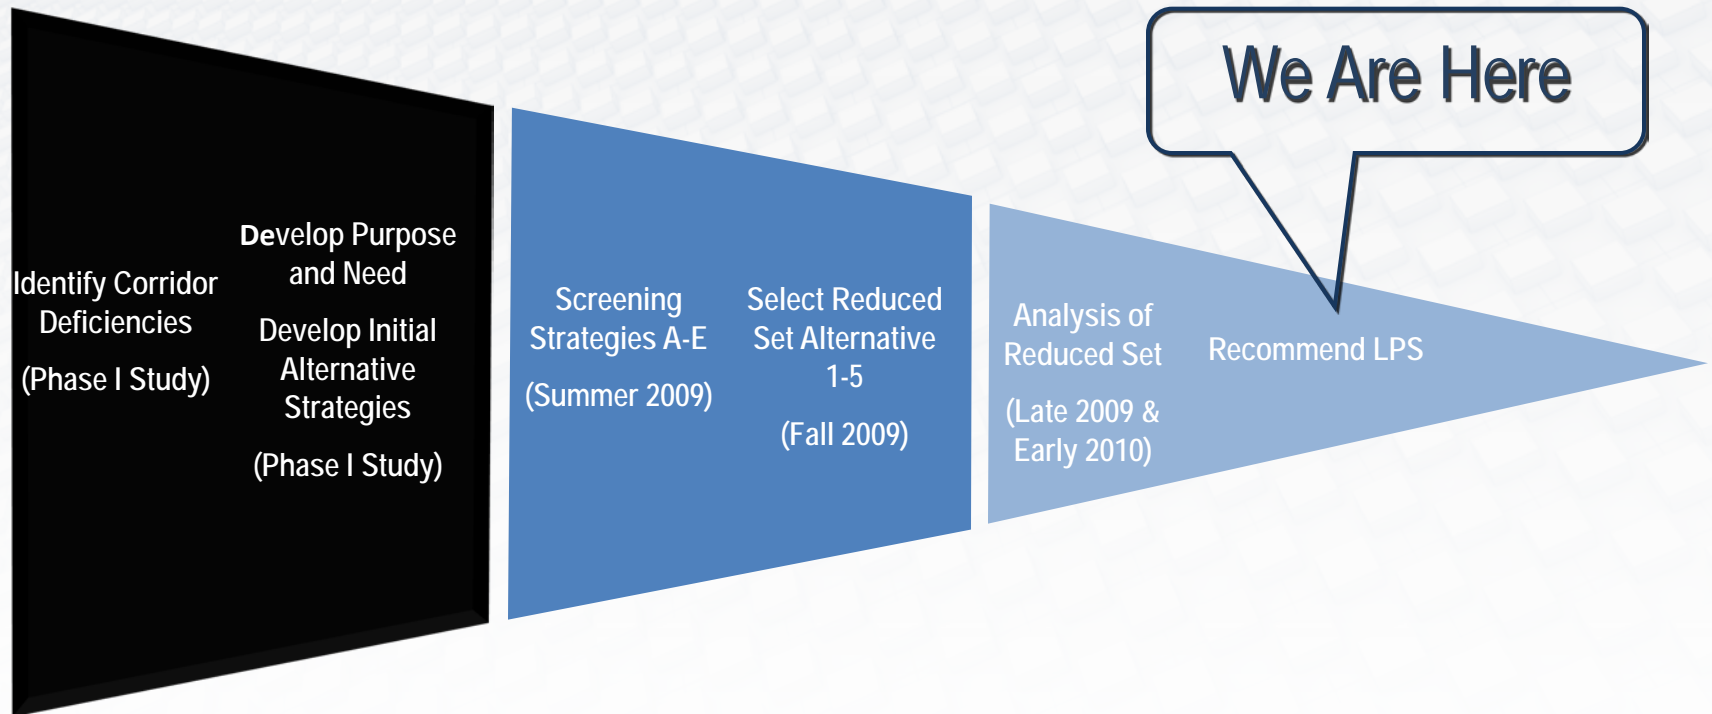 We Are Here
Identify Corridor
Deficiencies
(Phase I Study)
Develop Purpose
and Need
Develop Initial
Alternative
Strategies
(Phase I Study)
Screening
Strategies A-E
(Summer 2009)
Select Reduced
Set Alternative
1-5
(Fall 2009)
Analysis of
Reduced Set
(Late 2009 &
Early 2010)
Recommend LPS